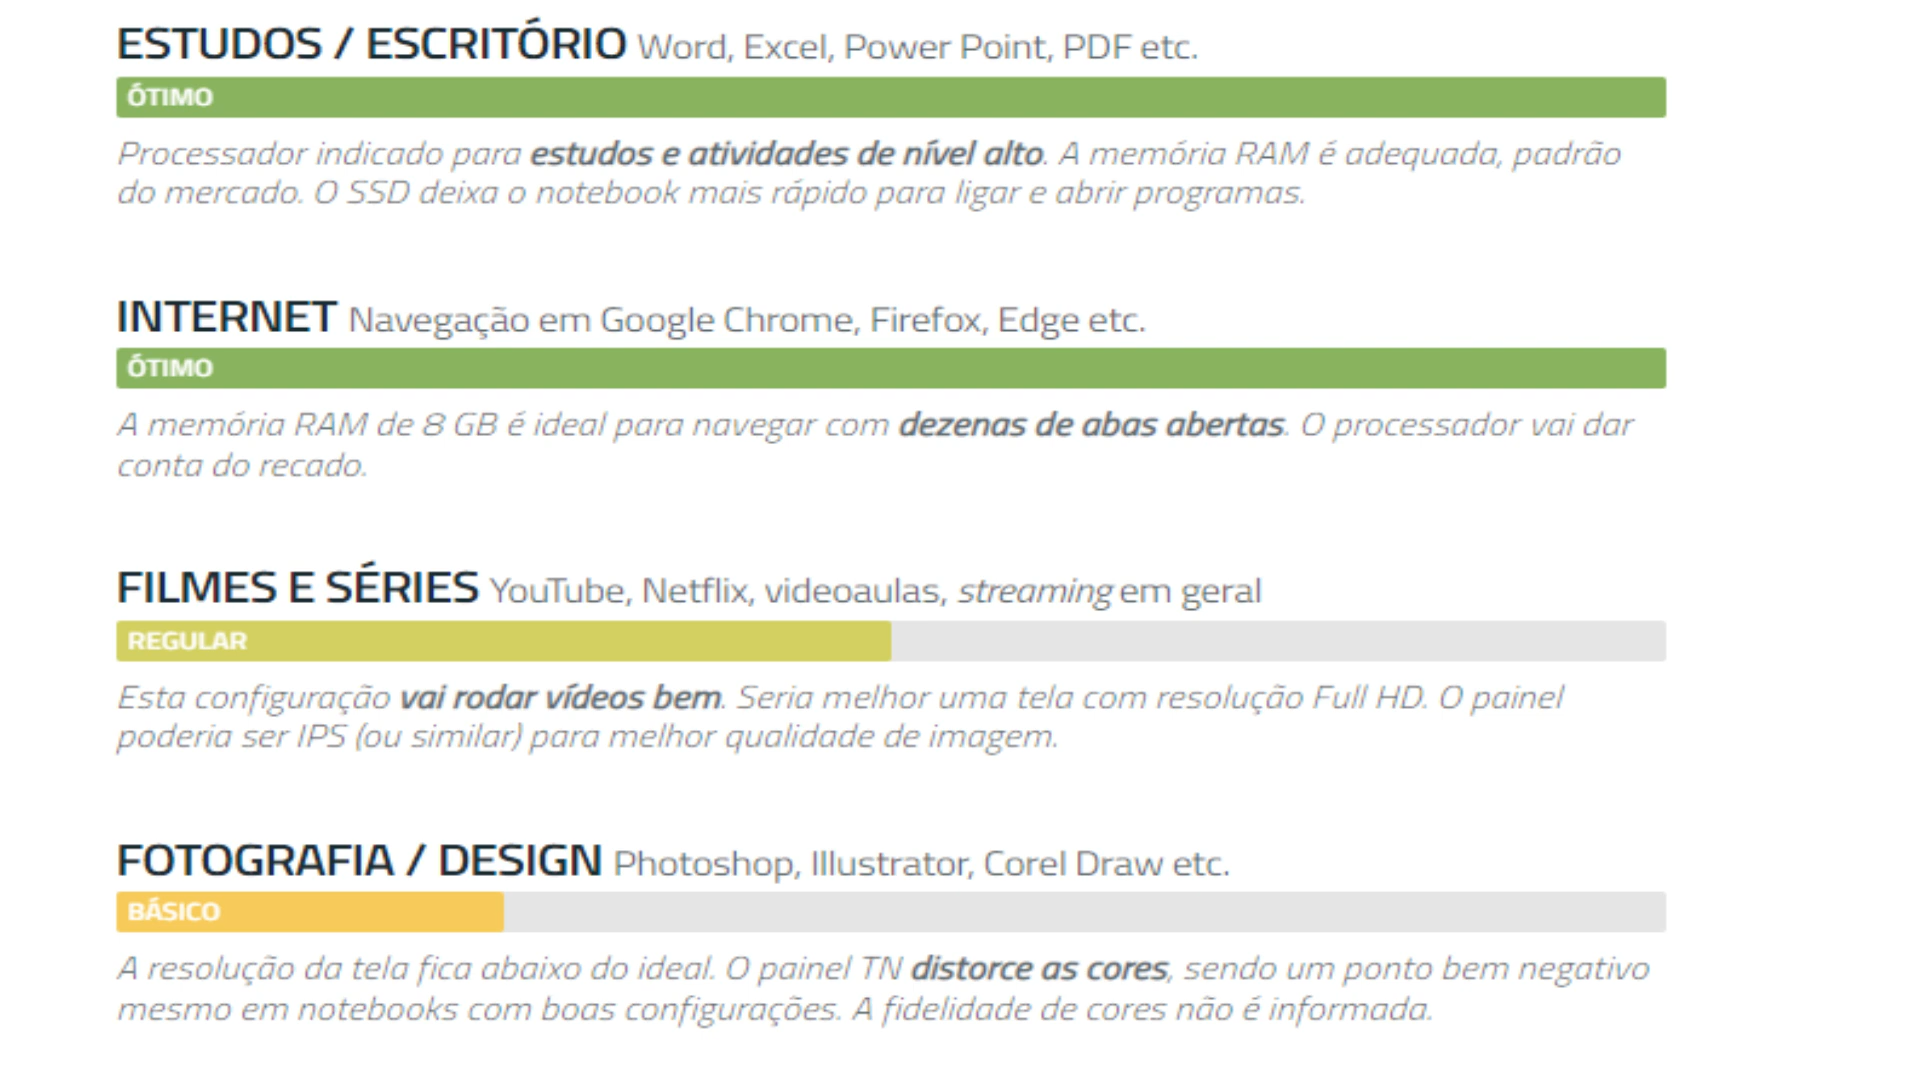 ESTUDOS / ESCRITÓRIO Word, Excel, Power Point, PDF etc.
ÓTIMO
Processador indicado para estudos e atividades de nível alto. A memória RAM é adequada, padrão
do mercado. O SSD deixa o notebook mais rápido para ligar e abrir programas.
INTERNET Navegação em Google Chrome, Firefox, Edge etc.
ÓTIMO
A memória RAM de 8 GB é ideal para navegar com dezenas de abas abertas. O processador vai dar
conta do recado.
FILMES E SÉRIES YouTube, Netflix, videoaulas, streaming em geral
REGULAR
Esta configuração vai rodar vídeos bem. Seria melhor uma tela com resolução Full HD. O painel
poderia ser IPS (ou similar) para melhor qualidade de imagem.
FOTOGRAFIA / DESIGN Photoshop, Illustrator, Corel Draw etc.
BÁSICO
A resolução da tela fica abaixo do ideal. O painel TN distorce as cores, sendo um ponto bem negativo
mesmo em notebooks com boas configurações. A fidelidade de cores não é informada.